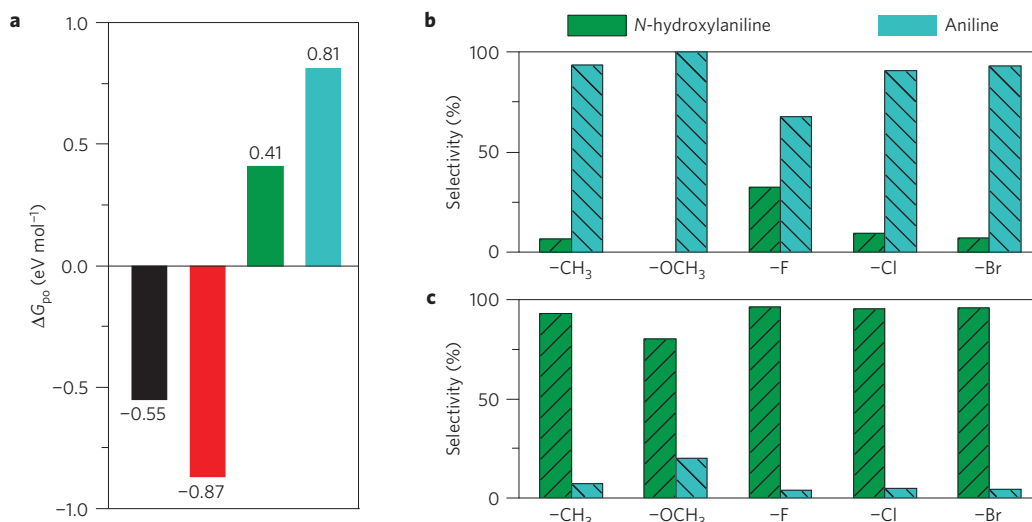 a
1.0
0.5
0.0
−0.5
−1.0
ΔG_po (eV mol⁻¹)
−0.55
−0.87
0.41
0.81
b
N-hydroxylaniline
Aniline
100
50
0
Selectivity (%)
−CH₃
−OCH₃
−F
−Cl
−Br
c
100
50
0
Selectivity (%)
−CH₃
−OCH₃
−F
−Cl
−Br